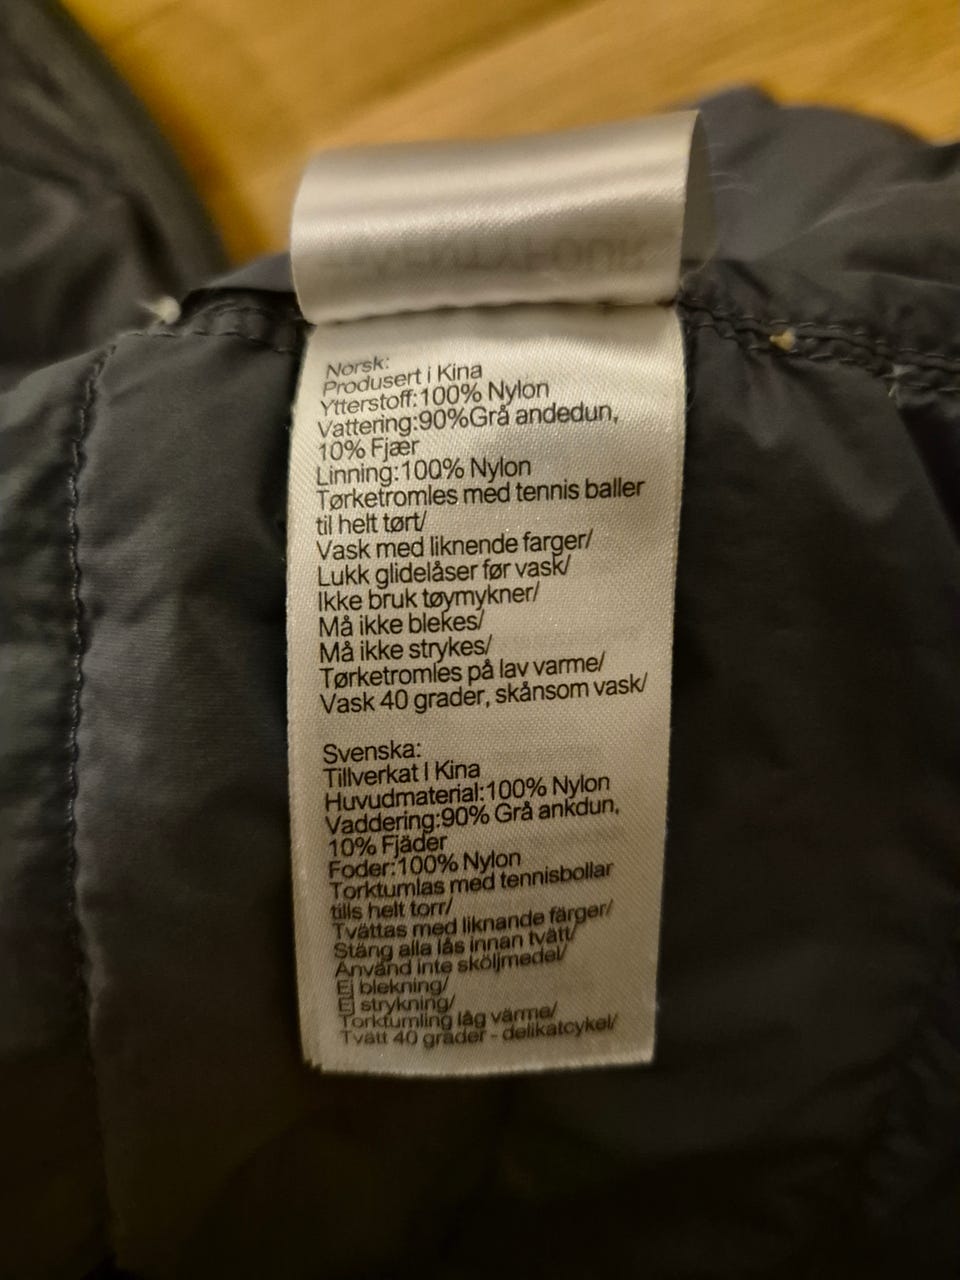 Norsk:
Produsert i Kina
Ytterstoff:100% Nylon
Vattering:90%Grå andedun,
10% Fjær
Linning:100% Nylon
Tørketromles med tennis baller
til helt tørt/
Vask med liknende farger/
Lukk glidelåser før vask/
Ikke bruk tøymykner/
Må ikke blekes/
Må ikke strykes/
Tørketromles på lav varme/
Vask 40 grader, skånsom vask/
Svenska:
Tillverkat I Kina
Huvudmaterial:100% Nylon
Vaddering:90% Grå ankdun,
10% Fjäder
Foder:100% Nylon
Torktumlas med tennisbollar
tills helt torr/
Tvättas med liknande färger/
Stäng alla lås innan tvätt/
Använd inte sköljmedel/
Ej blekning/
Ej strykning/
Torktumling låg värme/
Tvätt 40 grader - delikatcykel/